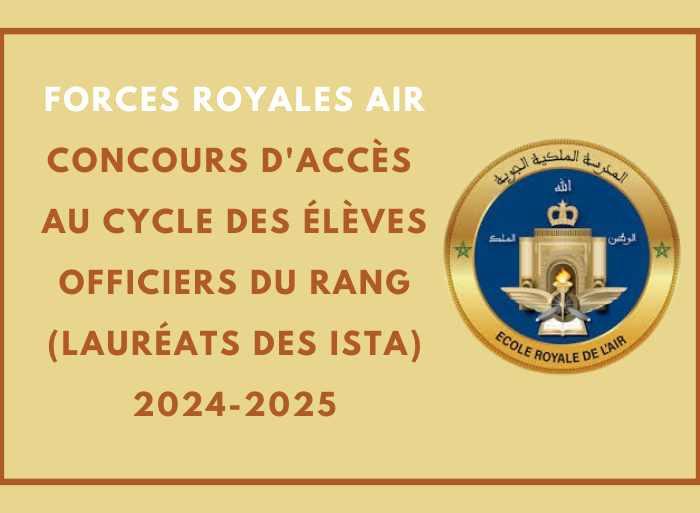 FORCES ROYALES AIR
CONCOURS D'ACCÈS
AU CYCLE DES ÉLÈVES
OFFICIERS DU RANG
(LAURÉATS DES ISTA)
2024-2025
المدرسة الملكية الجوية
الله
الوطن الملك
ECOLE ROYALE DE L'AIR